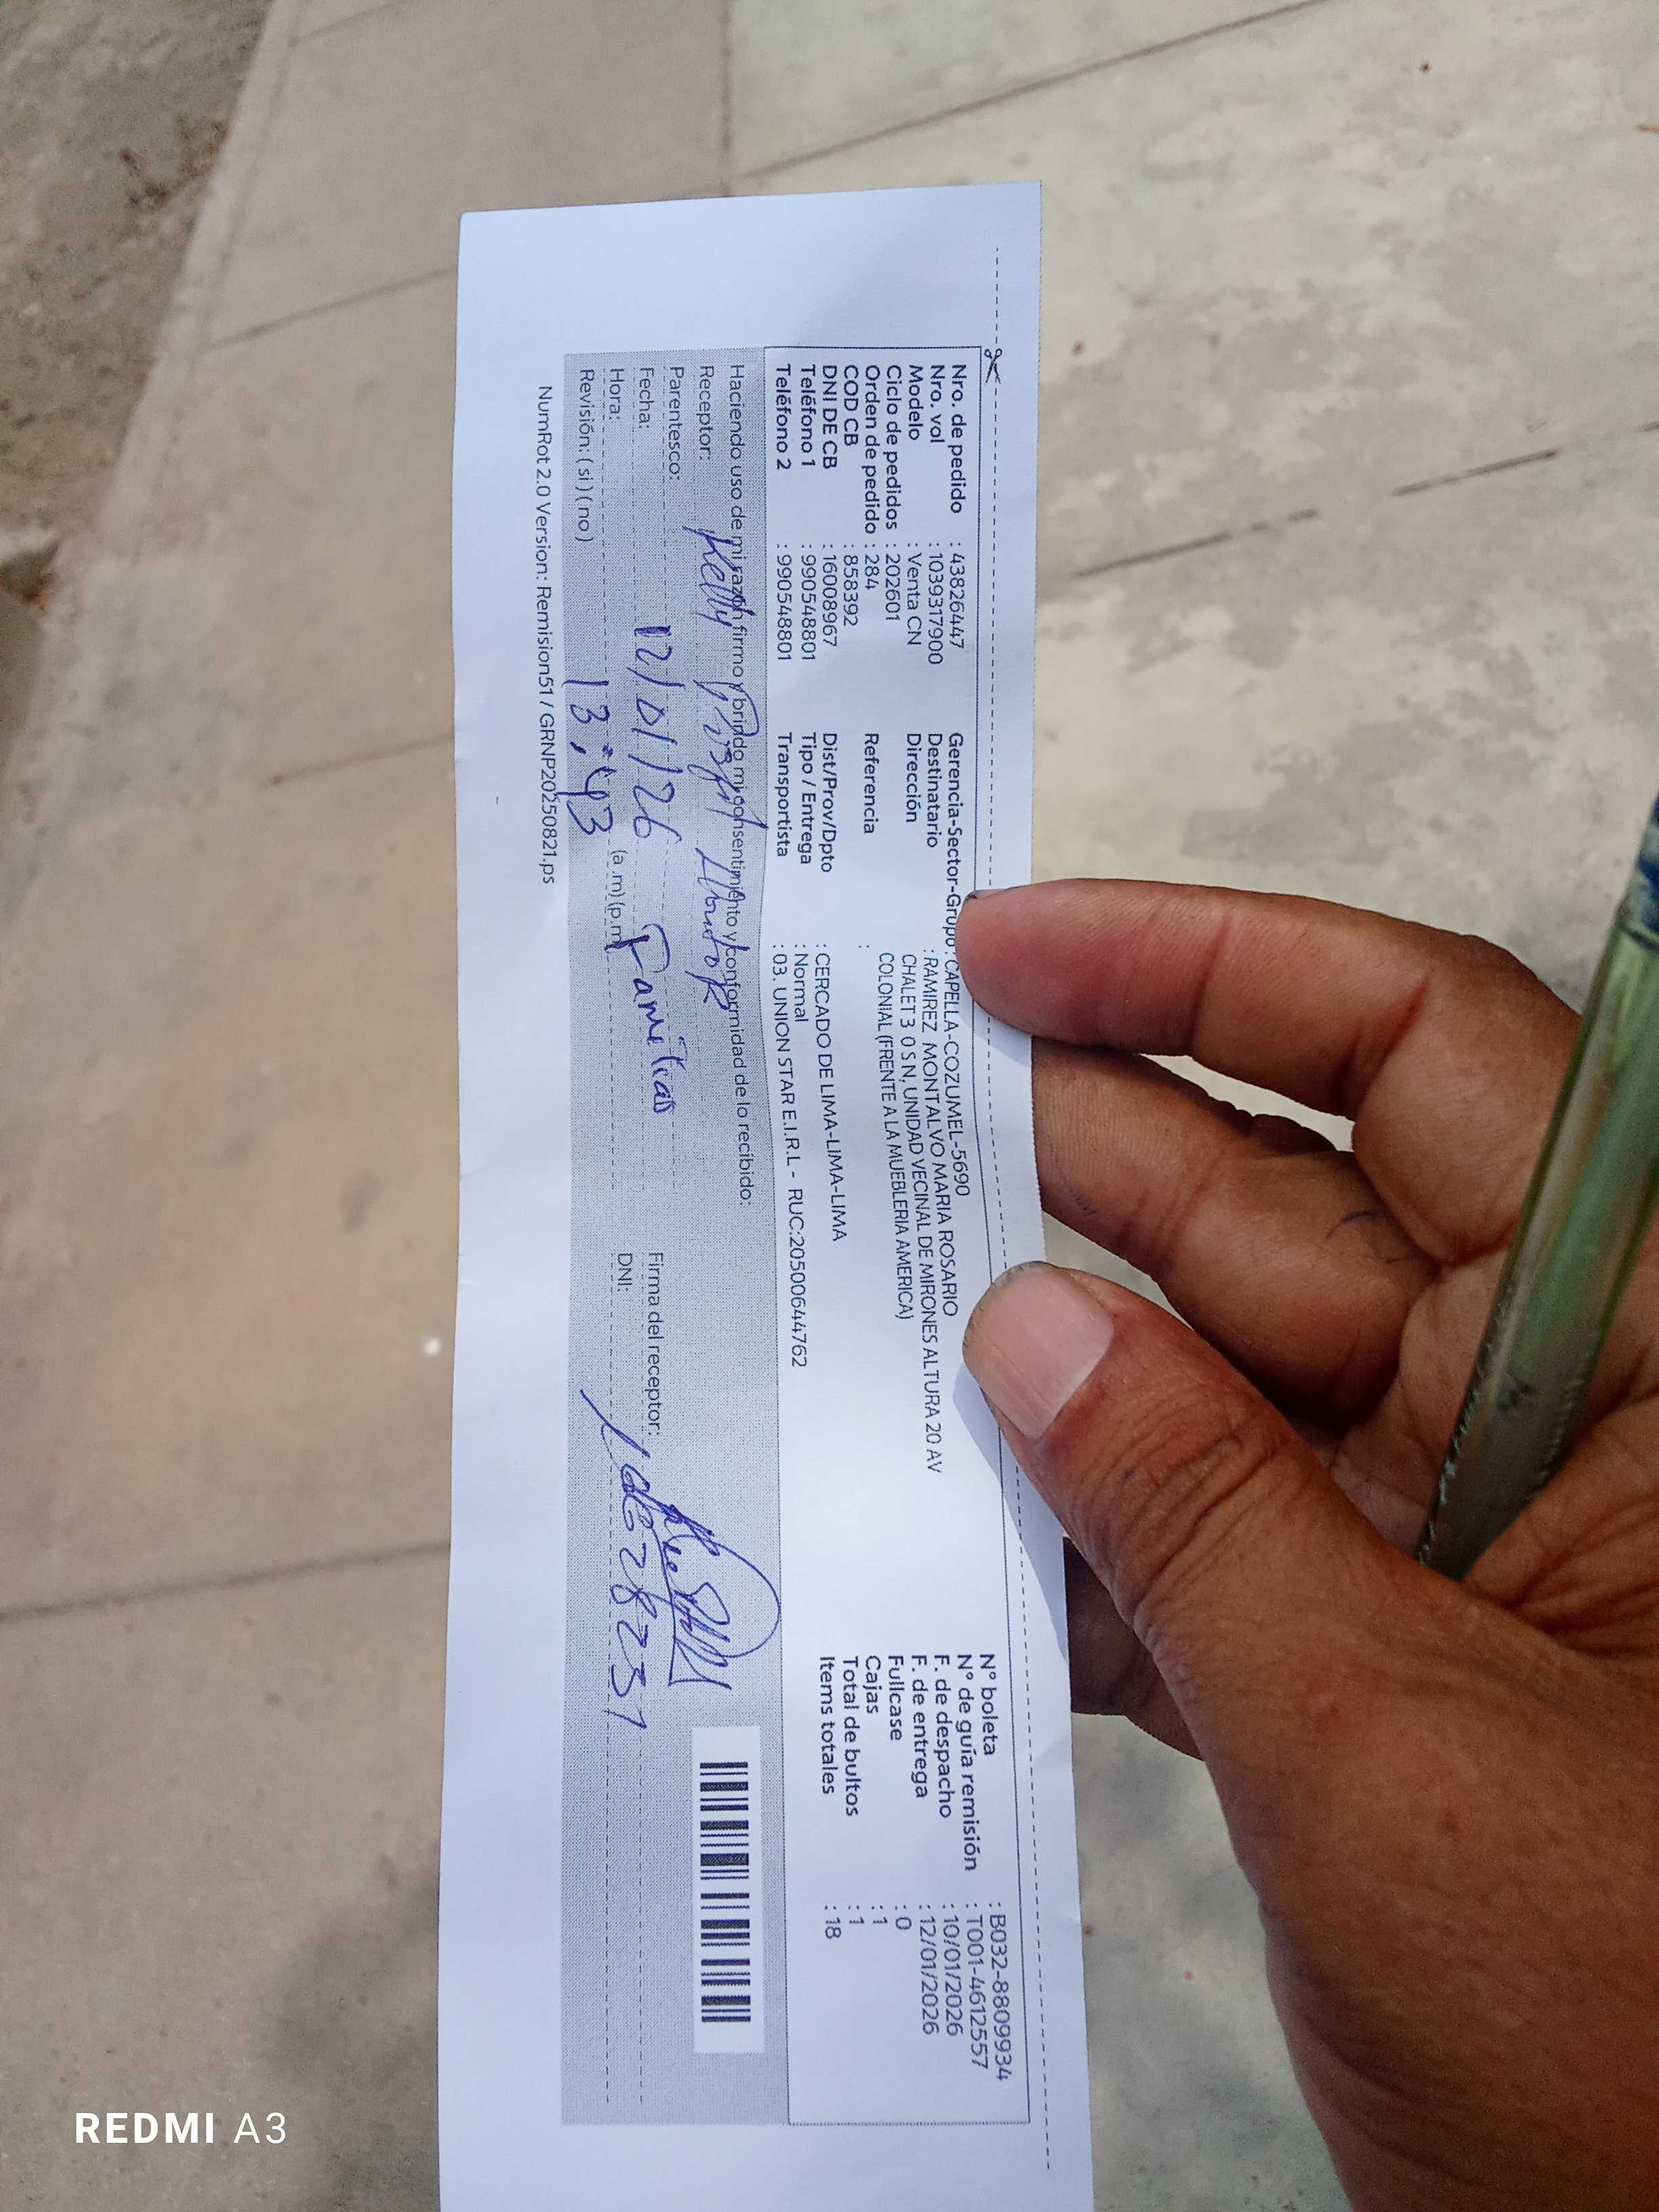 Nro. de pedido : 43826447
Nro. vol : 1039317900
Modelo : Venta CN
Ciclo de pedidos : 202601
Orden de pedido : 284
COD CB : 858392
DNI DE CB : 16008967
Teléfono 1 : 990548801
Teléfono 2 : 990548801
Gerencia-Sector-Grupo : CAPELLA-COZUMEL-5690
Destinatario : RAMIREZ MONTALVO MARIA ROSARIO
Dirección CHALET 3 0 S N, UNIDAD VECINAL DE MIRONES ALTURA 20 AV
COLONIAL (FRENTE A LA MUEBLERIA AMERICA)
Referencia :
Dist/Prov/Dpto : CERCADO DE LIMA-LIMA-LIMA
Tipo / Entrega : Normal
Transportista : 03. UNION STAR E.I.R.L - RUC:20500644762
N° boleta : B032-8809934
N° de guía remisión : T001-4612557
F. de despacho : 10/01/2026
F. de entrega : 12/01/2026
Fullcase : 0
Cajas : 1
Total de bultos : 1
Items totales : 18
Haciendo uso de mi razón firmo y brindo mi consentimiento y conformidad de lo recibido:
Receptor: Kelly
Parentesco: Familiar
Fecha: 12/01/26
Hora: 13:43 (a.m) (p.m)
Revisión: ( si ) ( no )
Firma del receptor:
DNI:
NumRot 2.0 Version: Remision51 / GRNP20250821.ps
REDMI A3